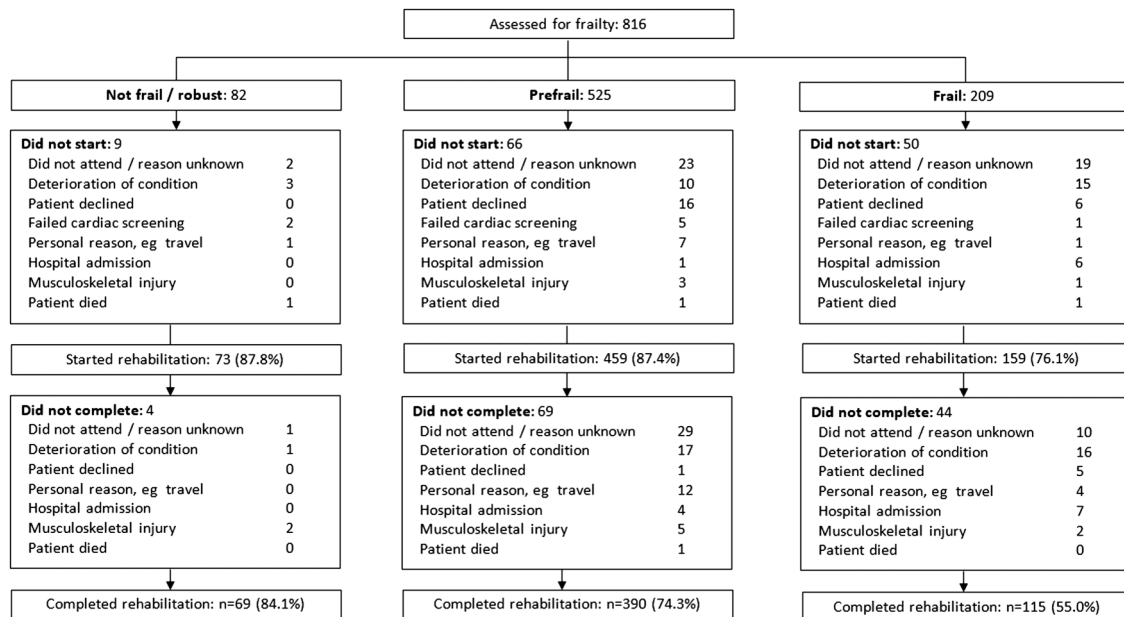 Assessed for frailty: 816
Not frail / robust: 82
Did not start: 9
Did not attend / reason unknown 2
Deterioration of condition 3
Patient declined 0
Failed cardiac screening 2
Personal reason, eg travel 1
Hospital admission 0
Musculoskeletal injury 0
Patient died 1
Started rehabilitation: 73 (87.8%)
Did not complete: 4
Did not attend / reason unknown 1
Deterioration of condition 1
Patient declined 0
Personal reason, eg travel 0
Hospital admission 0
Musculoskeletal injury 2
Patient died 0
Completed rehabilitation: n=69 (84.1%)
Prefrail: 525
Did not start: 66
Did not attend / reason unknown 23
Deterioration of condition 10
Patient declined 16
Failed cardiac screening 5
Personal reason, eg travel 7
Hospital admission 1
Musculoskeletal injury 3
Patient died 1
Started rehabilitation: 459 (87.4%)
Did not complete: 69
Did not attend / reason unknown 29
Deterioration of condition 17
Patient declined 1
Personal reason, eg travel 12
Hospital admission 4
Musculoskeletal injury 5
Patient died 1
Completed rehabilitation: n=390 (74.3%)
Frail: 209
Did not start: 50
Did not attend / reason unknown 19
Deterioration of condition 15
Patient declined 6
Failed cardiac screening 1
Personal reason, eg travel 1
Hospital admission 6
Musculoskeletal injury 1
Patient died 1
Started rehabilitation: 159 (76.1%)
Did not complete: 44
Did not attend / reason unknown 10
Deterioration of condition 16
Patient declined 5
Personal reason, eg travel 4
Hospital admission 7
Musculoskeletal injury 2
Patient died 0
Completed rehabilitation: n=115 (55.0%)